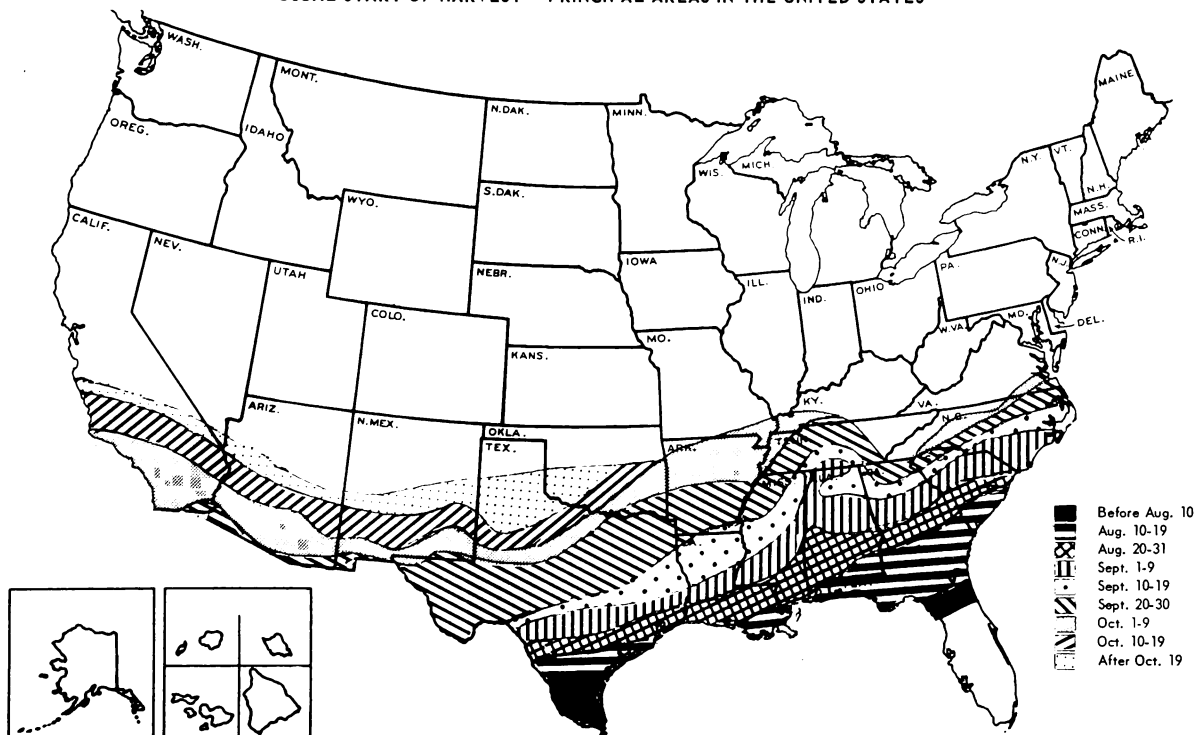 USUAL START OF HARVEST - PRINCIPAL AREAS IN THE UNITED STATES
WASH.
MONT.
N.DAK.
MINN.
MAINE
OREG.
IDAHO
N.Y.
VT.
WIS.
MICH
N.H.
S.DAK.
WYO.
MASS.
CALIF.
CONN.
R.I.
NEV.
UTAH
NEBR.
IOWA
PA.
N.J.
ILL.
IND.
OHIO
COLO.
W.VA.
MD.
DEL.
KANS.
MO.
KY.
VA.
ARIZ.
N.MEX.
OKLA.
TEX.
ARK.
TENN.
N.C.
Before Aug. 10
Aug. 10-19
Aug. 20-31
Sept. 1-9
Sept. 10-19
Sept. 20-30
Oct. 1-9
Oct. 10-19
After Oct. 19